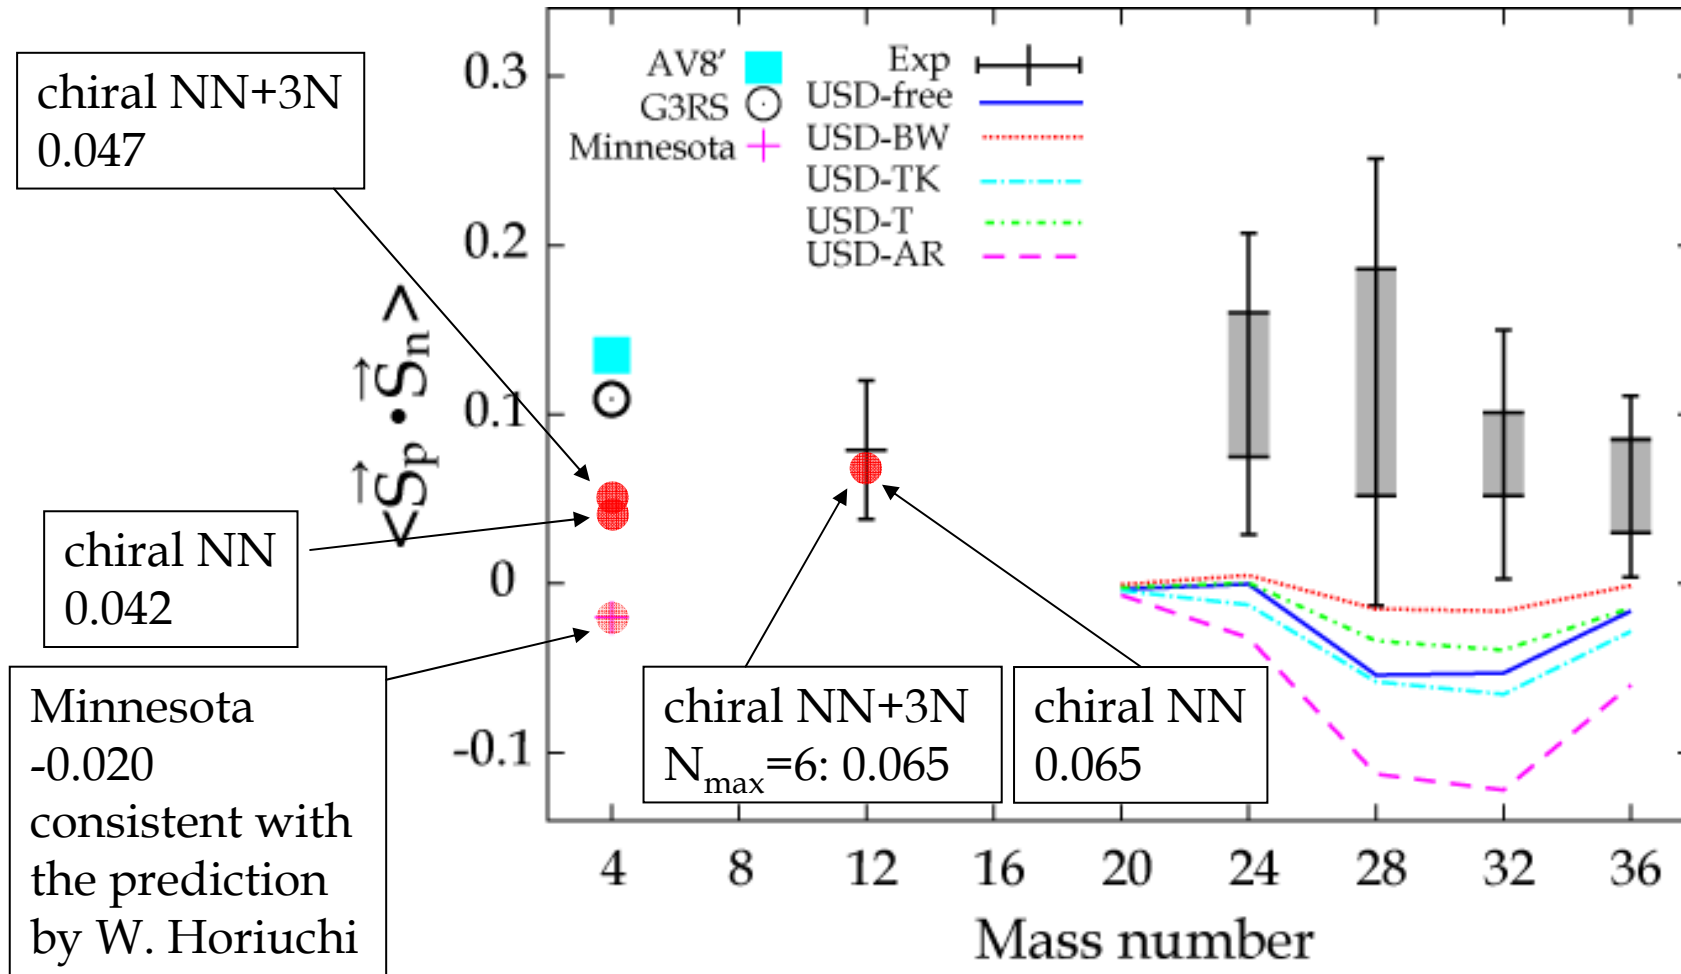 chiral NN+3N
0.047
chiral NN
0.042
Minnesota
-0.020
consistent with
the prediction
by W. Horiuchi
<S⃗p • S⃗n>
0.3
0.2
0.1
0
-0.1
AV8'
G3RS
Minnesota
Exp
USD-free
USD-BW
USD-TK
USD-T
USD-AR
chiral NN+3N
Nmax=6: 0.065
chiral NN
0.065
4 8 12 16 20 24 28 32 36
Mass number